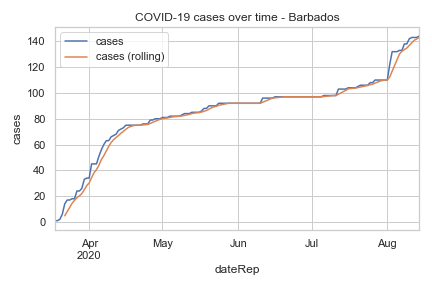 COVID-19 cases over time - Barbados
cases
cases (rolling)
140
120
100
80
60
40
20
0
cases
Apr
2020
May
Jun
Jul
Aug
dateRep